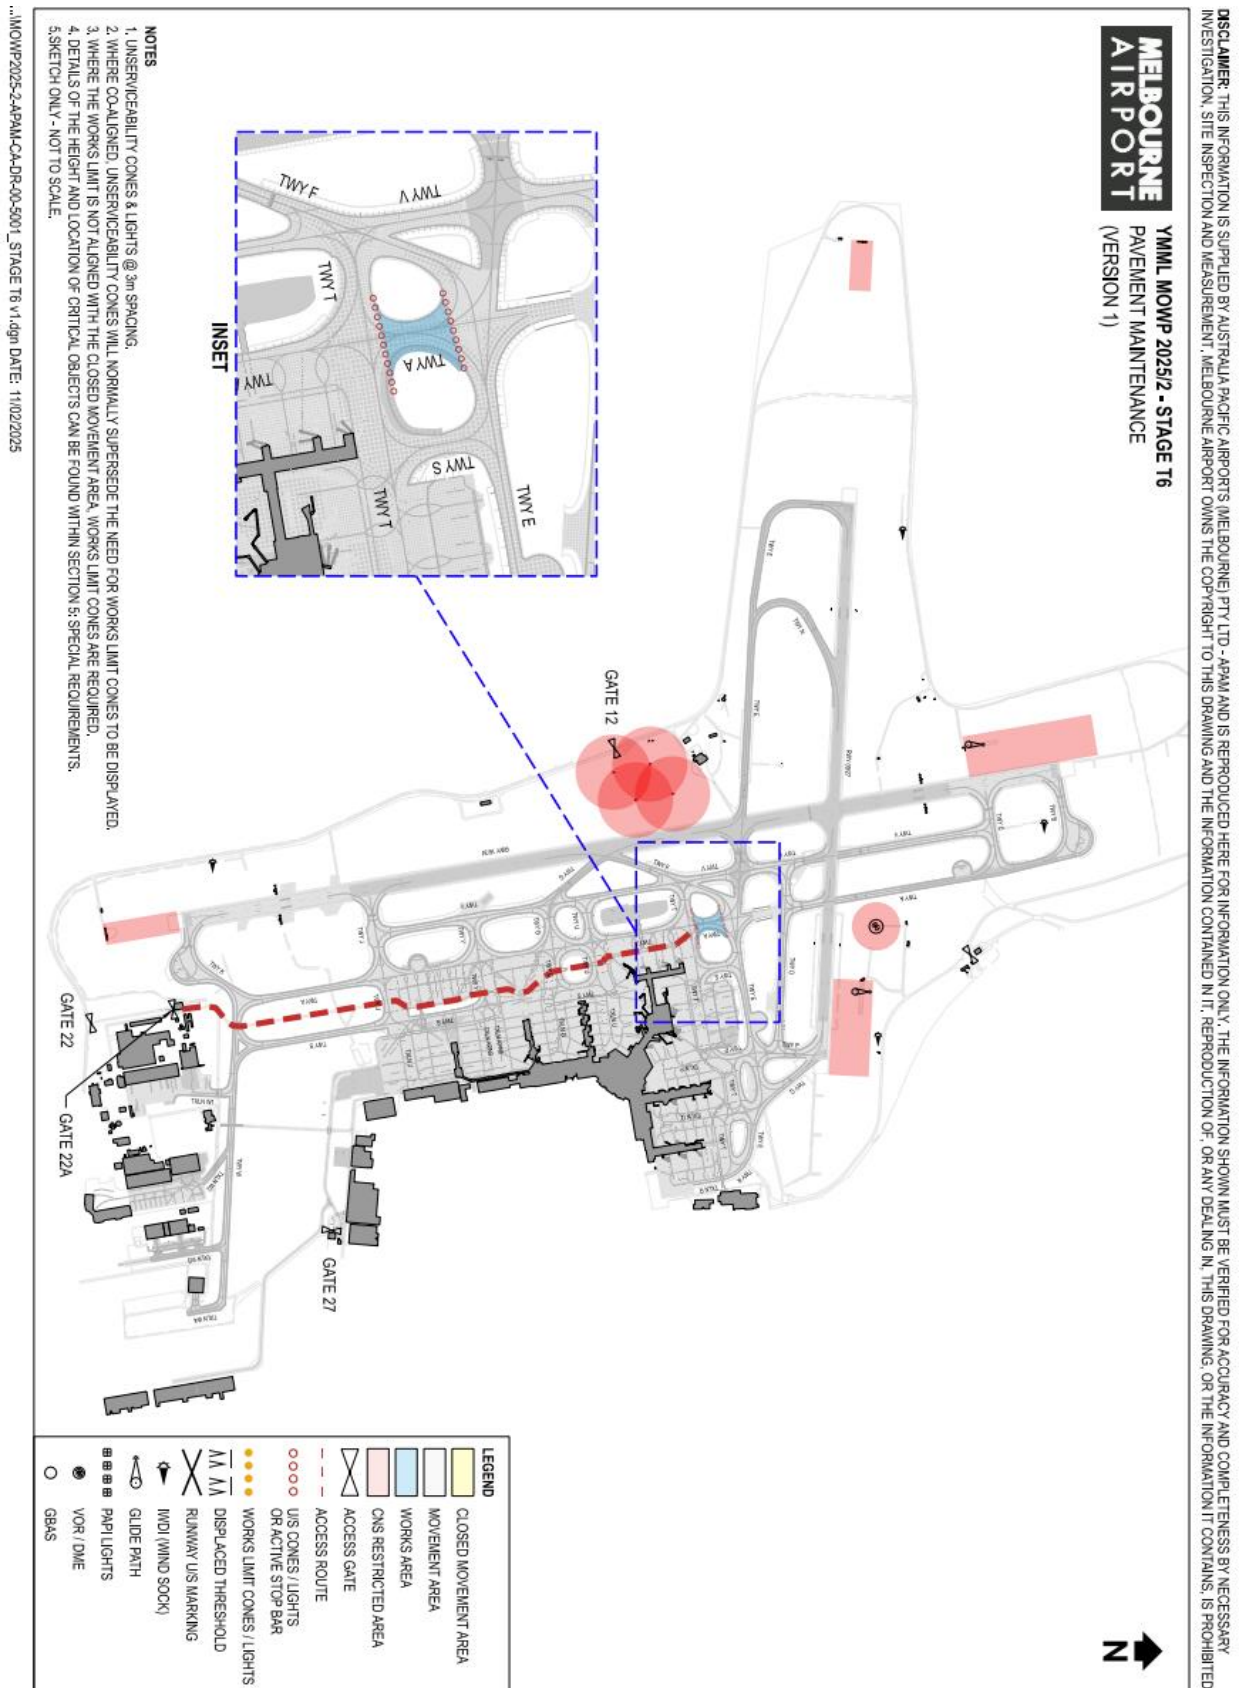 DISCLAIMER: THIS INFORMATION IS SUPPLIED BY AUSTRALIA PACIFIC AIRPORTS (MELBOURNE) PTY LTD - APAM AND IS REPRODUCED HERE FOR INFORMATION ONLY. THE INFORMATION SHOWN MUST BE VERIFIED FOR ACCURACY AND COMPLETENESS BY NECESSARY
INVESTIGATION, SITE INSPECTION AND MEASUREMENT. MELBOURNE AIRPORT OWNS THE COPYRIGHT TO THIS DRAWING AND THE INFORMATION CONTAINED IN IT. REPRODUCTION OF, OR ANY DEALING IN, THIS DRAWING, OR THE INFORMATION IT CONTAINS, IS PROHIBITED
MELBOURNE
AIRPORT
YMML MOWP 2025/2 - STAGE T6
PAVEMENT MAINTENANCE
(VERSION 1)
N
GATE 12
TWY F
TWY V
TWY T
TWY A
TWY S
TWY E
TWY T
TWY
INSET
GATE 22
GATE 22A
GATE 27
NOTES
1. UNSERVICEABILITY CONES & LIGHTS @ 3m SPACING.
2. WHERE CO-ALIGNED, UNSERVICEABILITY CONES WILL NORMALLY SUPERSEDE THE NEED FOR WORKS LIMIT CONES TO BE DISPLAYED.
3. WHERE THE WORKS LIMIT IS NOT ALIGNED WITH THE CLOSED MOVEMENT AREA, WORKS LIMIT CONES ARE REQUIRED.
4. DETAILS OF THE HEIGHT AND LOCATION OF CRITICAL OBJECTS CAN BE FOUND WITHIN SECTION 5: SPECIAL REQUIREMENTS.
5.SKETCH ONLY - NOT TO SCALE.
LEGEND
CLOSED MOVEMENT AREA
MOVEMENT AREA
WORKS AREA
CNS RESTRICTED AREA
ACCESS GATE
ACCESS ROUTE
U/S CONES / LIGHTS
OR ACTIVE STOP BAR
WORKS LIMIT CONES / LIGHTS
DISPLACED THRESHOLD
RUNWAY U/S MARKING
IWDI (WIND SOCK)
GLIDE PATH
PAPI LIGHTS
VOR / DME
GBAS
...\MOWP2025-2-APAM-CA-DR-00-5001_STAGE T6 v1.dgn DATE: 11/02/2025